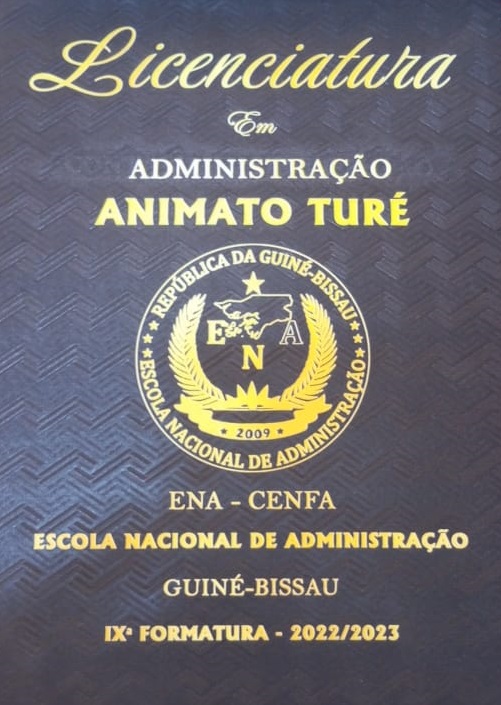 Licenciatura
Em
ADMINISTRAÇÃO
ANIMATO TURÉ
REPÚBLICA DA GUINÉ-BISSAU
E N A
2009
ESCOLA NACIONAL DE ADMINISTRAÇÃO
ENA - CENFA
ESCOLA NACIONAL DE ADMINISTRAÇÃO
GUINÉ-BISSAU
IXª FORMATURA - 2022/2023